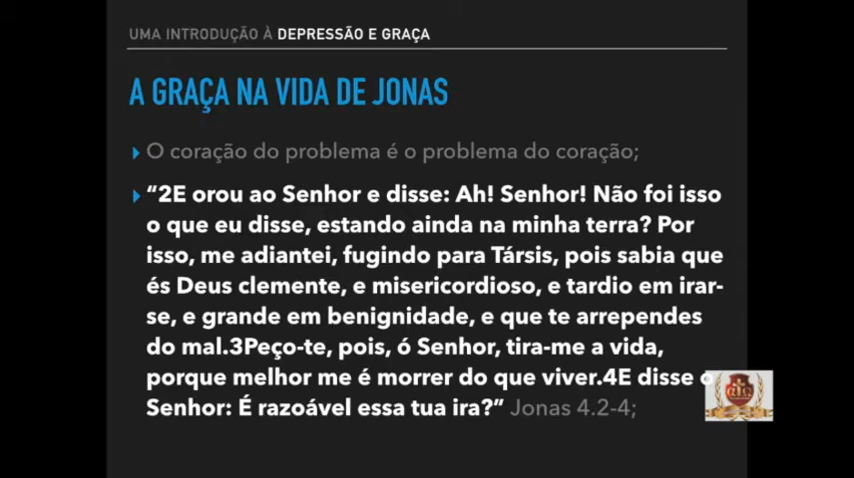 UMA INTRODUÇÃO À DEPRESSÃO E GRAÇA
A GRAÇA NA VIDA DE JONAS
O coração do problema é o problema do coração;
“2E orou ao Senhor e disse: Ah! Senhor! Não foi isso
o que eu disse, estando ainda na minha terra? Por
isso, me adiantei, fugindo para Társis, pois sabia que
és Deus clemente, e misericordioso, e tardio em irar-
se, e grande em benignidade, e que te arrependes
do mal.3Peço-te, pois, ó Senhor, tira-me a vida,
porque melhor me é morrer do que viver.4E disse o
Senhor: É razoável essa tua ira?” Jonas 4.2-4;